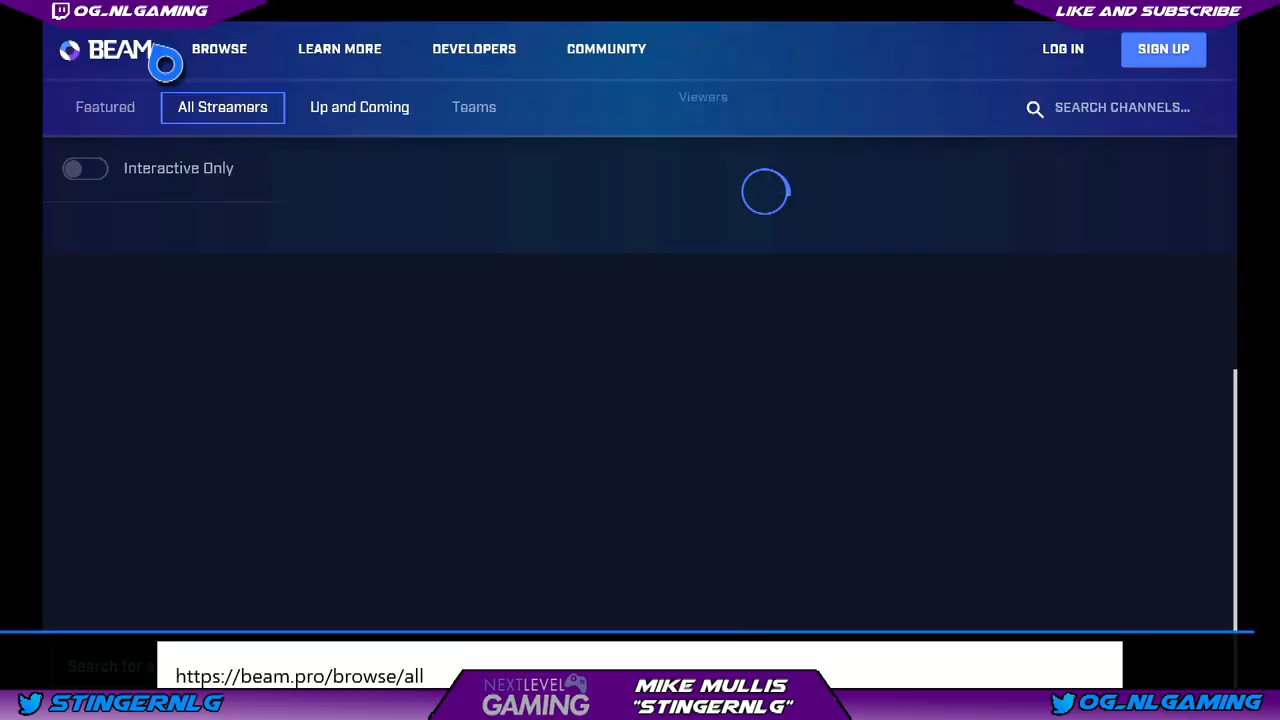 OG_NLGAMING
LIKE AND SUBSCRIBE
BEAM
BROWSE
LEARN MORE
DEVELOPERS
COMMUNITY
LOG IN
SIGN UP
Featured
All Streamers
Up and Coming
Teams
Viewers
SEARCH CHANNELS...
Interactive Only
Search for a
https://beam.pro/browse/all
STINGERNLG
NEXTLEVEL
GAMING
MIKE MULLIS
"STINGERNLG"
OG_NLGAMING